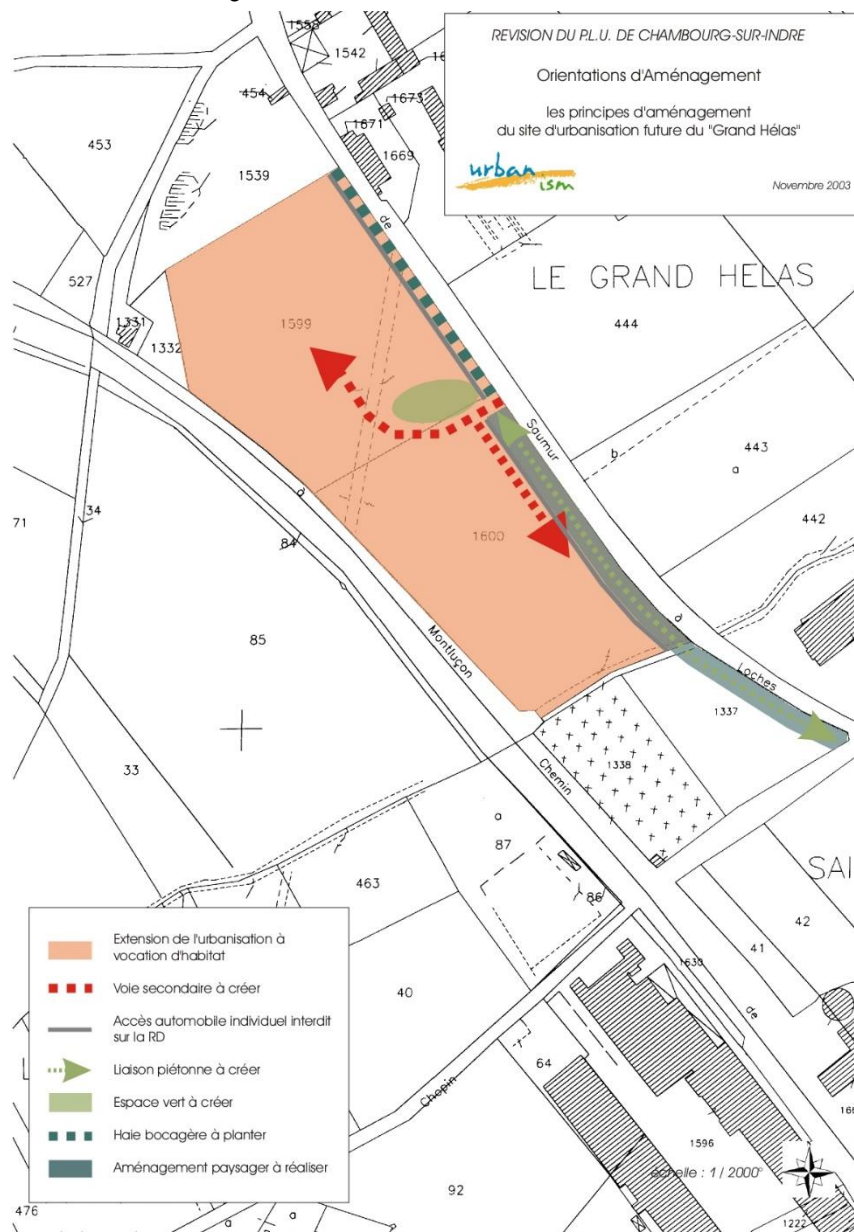 REVISION DU P.L.U. DE CHAMBOURG-SUR-INDRE
Orientations d'Aménagement
les principes d'aménagement
du site d'urbanisation future du "Grand Hélas"
urban
ism
Novembre 2003
1558
1542
454
1673
1671
1669
453
1539
de
LE GRAND HELAS
527
444
1331
1332
1599
Saumur
b
443
a
34
à
442
71
84
1600
85
Montluçon
à
Loches
1337
33
Chemin
1338
a
87
SAI
463
86
42
41
40
1630
de
64
Chopin
1596
92
476
a
a
1222
Extension de l'urbanisation à
vocation d'habitat
Voie secondaire à créer
Accès automobile individuel interdit
sur la RD
Liaison piétonne à créer
Espace vert à créer
Haie bocagère à planter
Aménagement paysager à réaliser
échelle : 1 / 2000°